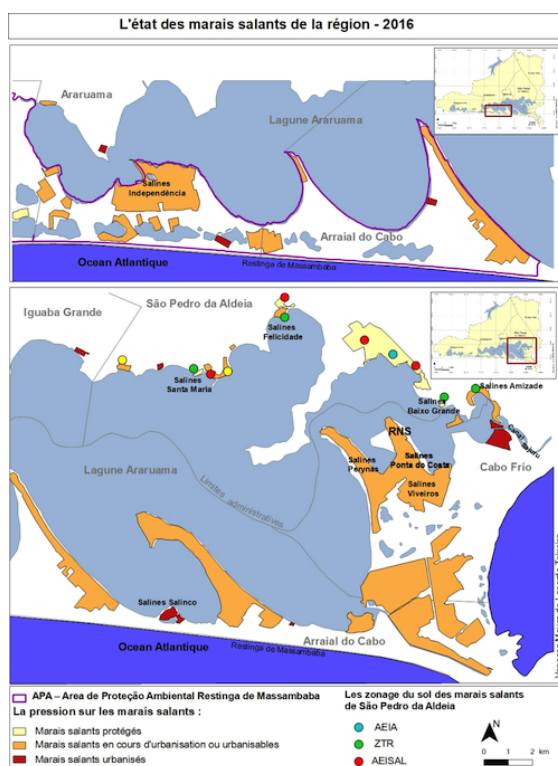 L'état des marais salants de la région - 2016
Araruama
Lagune Araruama
Salines
Independência
Arraial do Cabo
Ocean Atlantique
Restinga de Massambaba
Iguaba Grande
São Pedro da Aldeia
Salines
Felicidade
Salines
Santa Maria
Salines Amizade
Salines
Baixo Grande
Canal Itajuru
RNS
Salines
Perynas
Salines
Ponta do Costa
Salines
Viveiros
Cabo Frio
Lagune Araruama
Limites administratives
Salines Salinco
Ocean Atlantique
Restinga de Massambaba
Arraial do Cabo
APA – Area de Proteção Ambiental Restinga de Massambaba
La pression sur les marais salants :
Marais salants protégés
Marais salants en cours d'urbanisation ou urbanisables
Marais salants urbanisés
Les zonage du sol des marais salants
de São Pedro da Aldeia
AEIA
ZTR
AEISAL
N
0 1 2 km